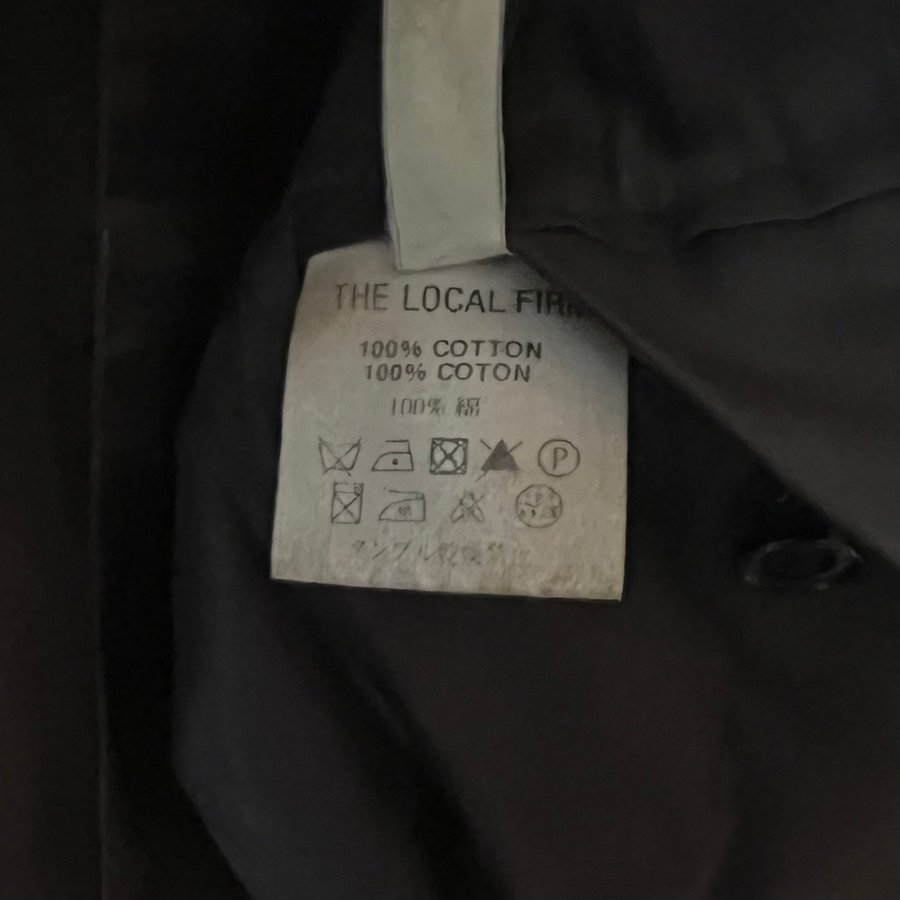 THE LOCAL FIRM
100% COTTON
100% COTON
100% 綿
P